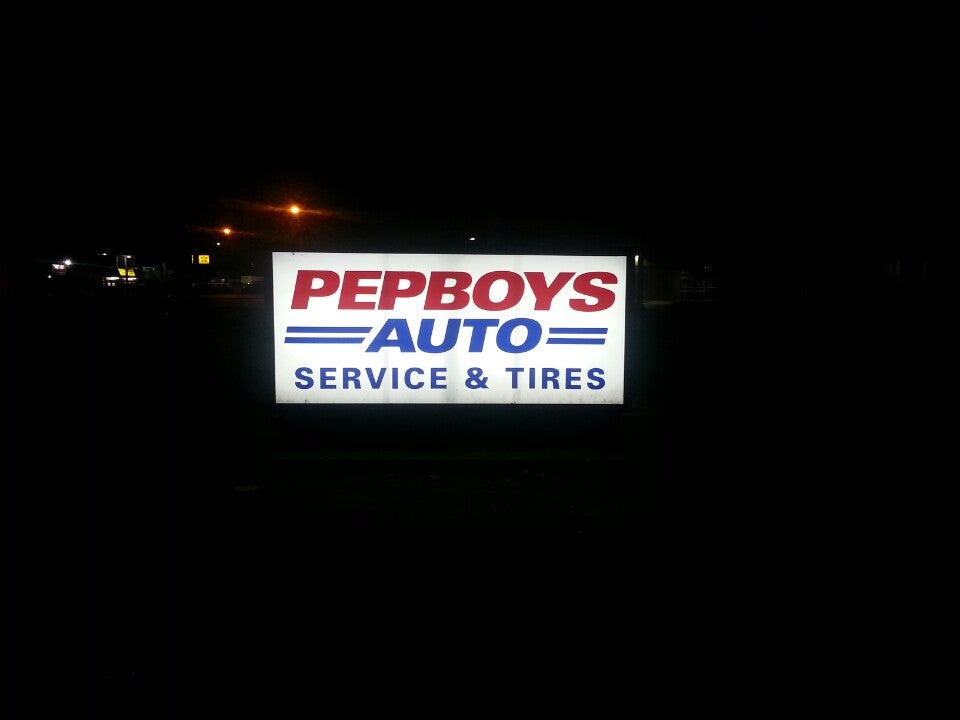 PEPBOYS
AUTO
SERVICE & TIRES